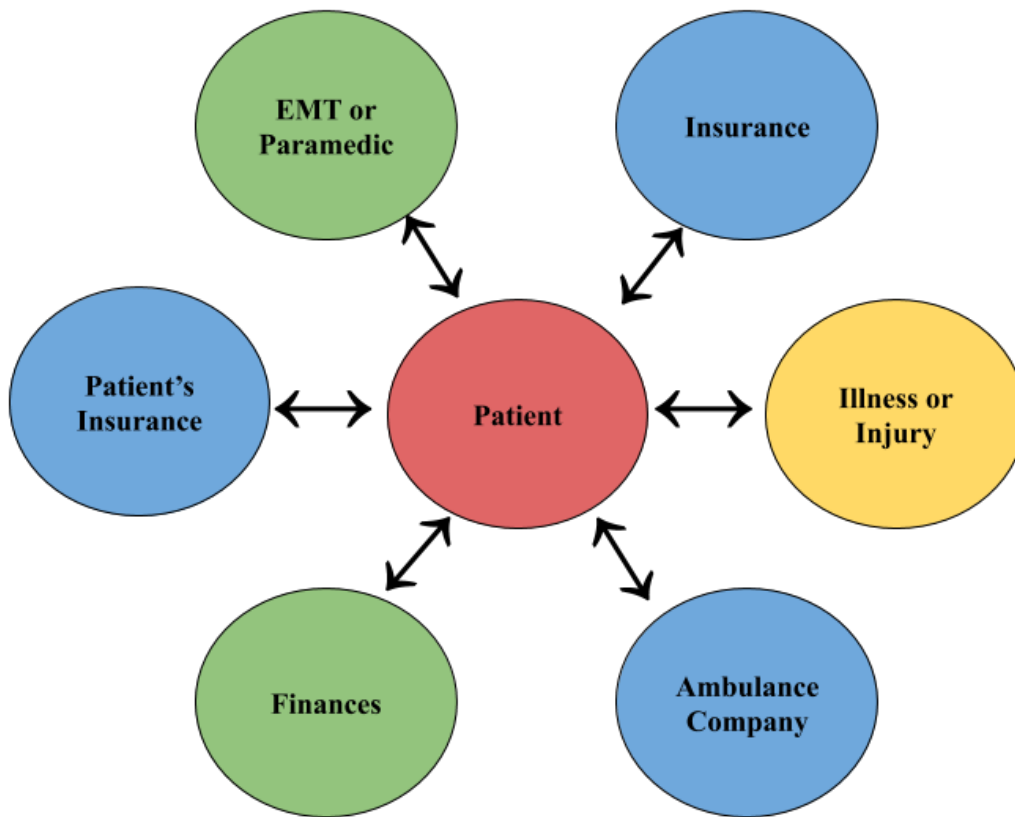 EMT or
Paramedic
Insurance
Patient’s
Insurance
Patient
Illness or
Injury
Finances
Ambulance
Company